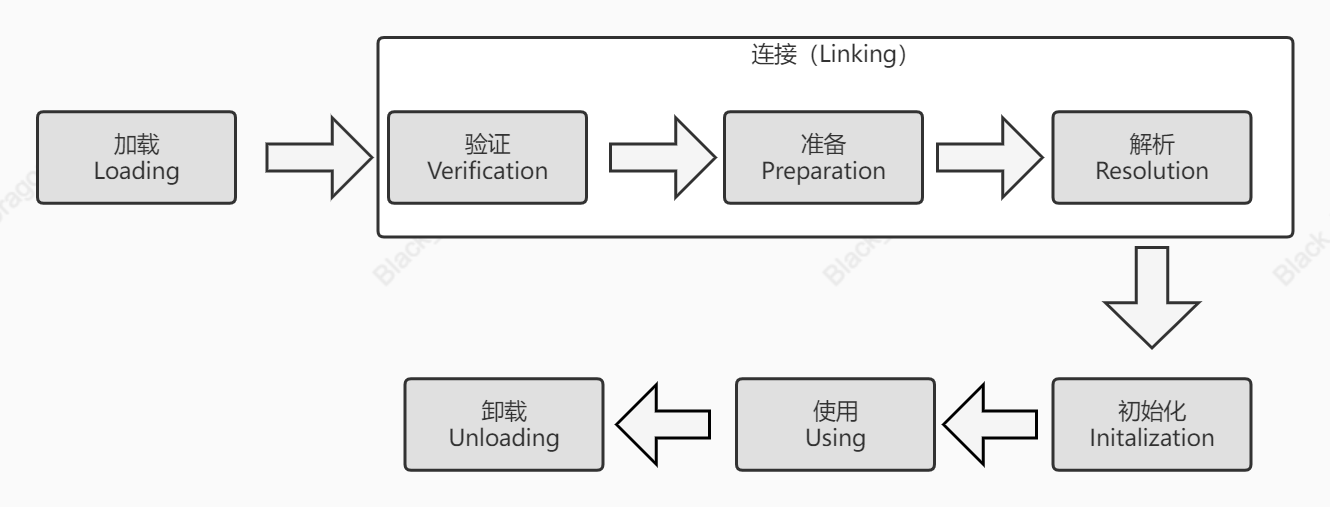 连接（Linking）
加载
Loading
验证
Verification
准备
Preparation
解析
Resolution
初始化
Initalization
使用
Using
卸载
Unloading